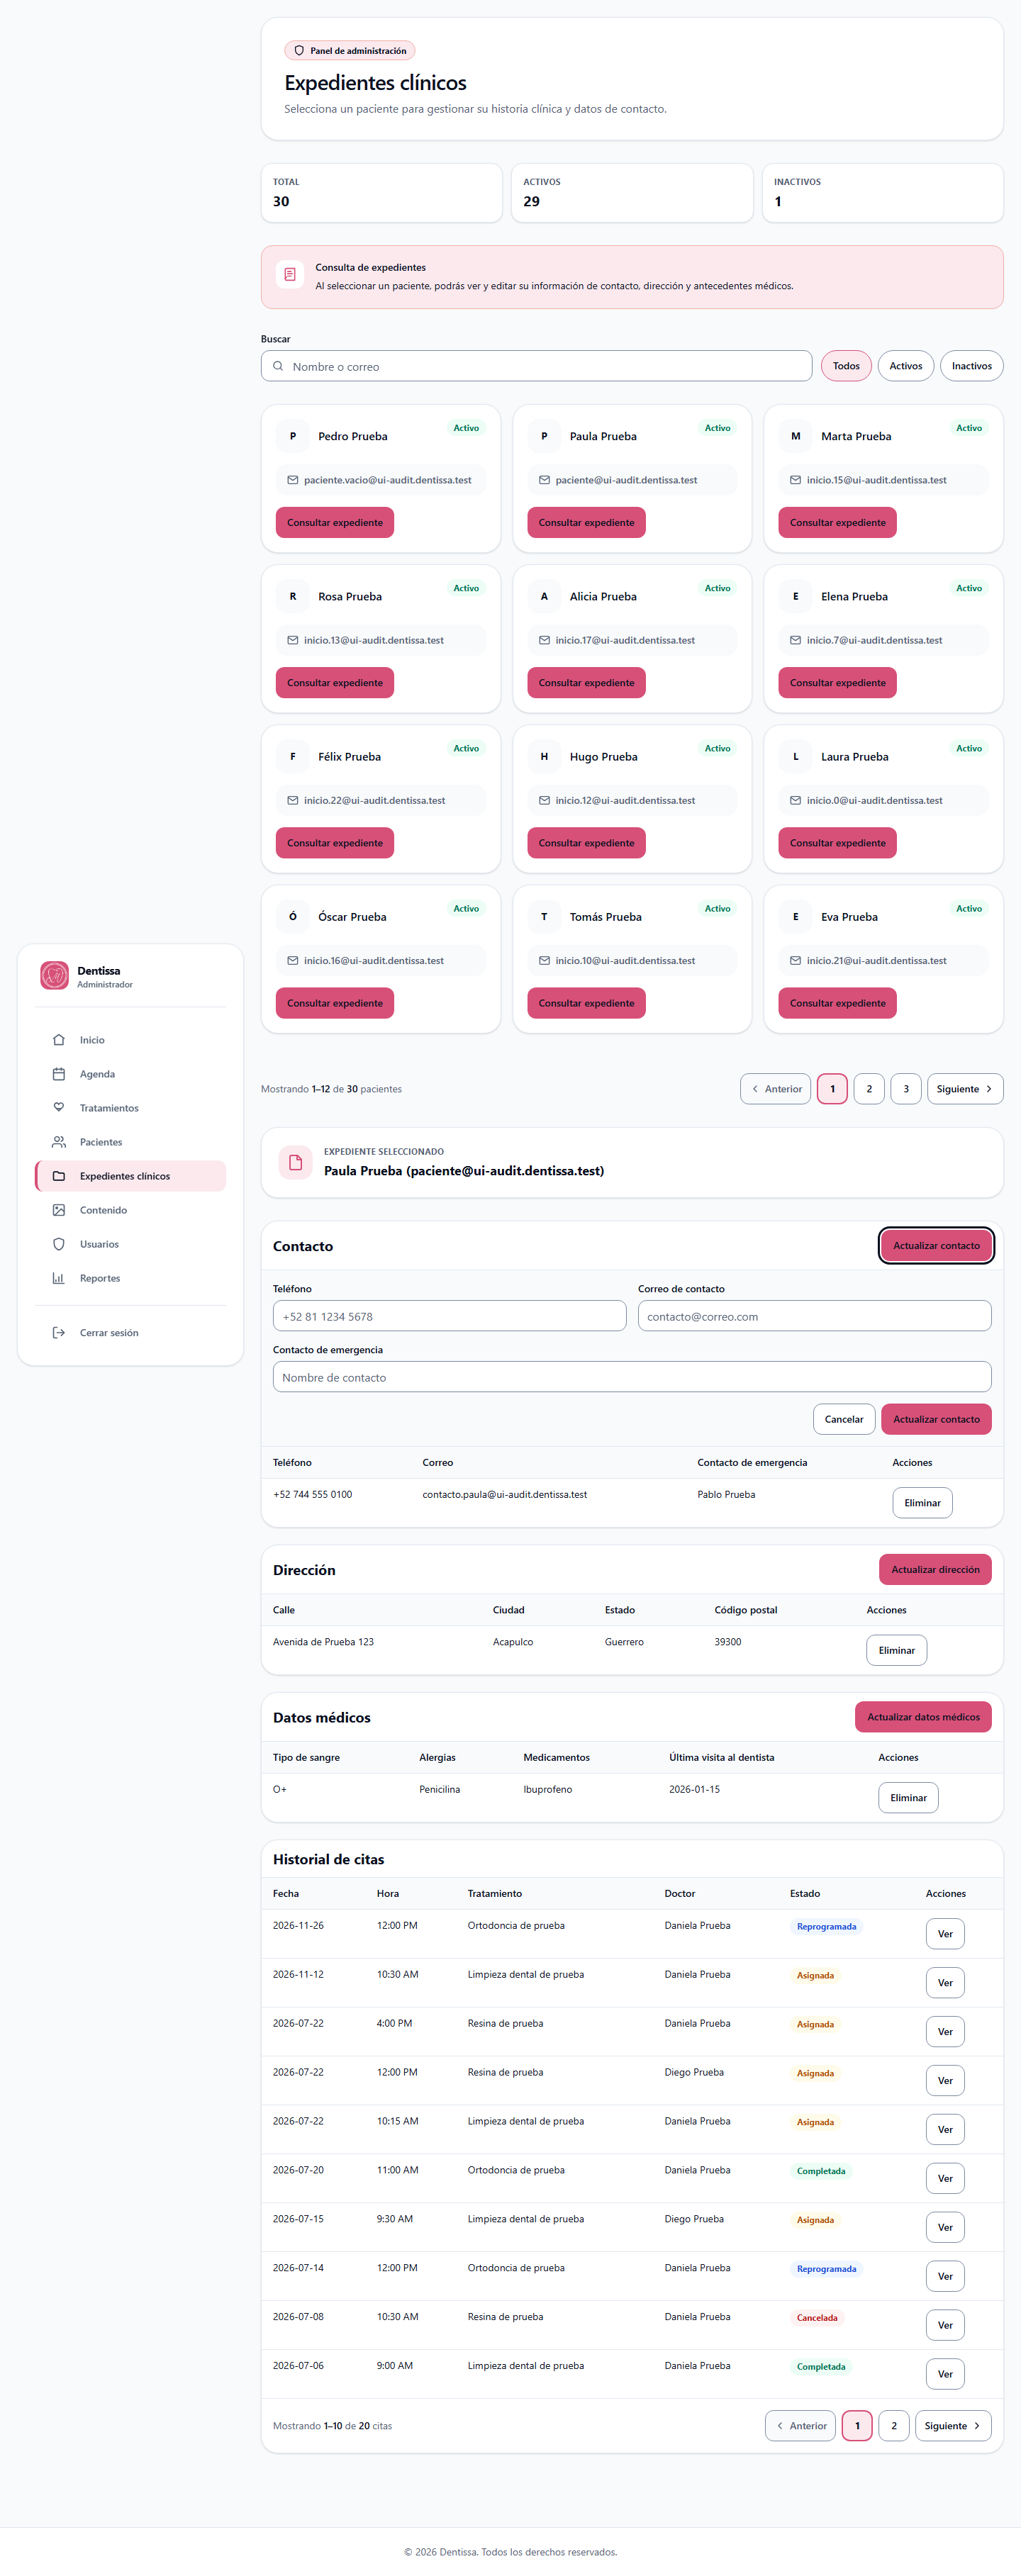 Panel de administración
Expedientes clínicos
Selecciona un paciente para gestionar su historia clínica y datos de contacto.
TOTAL
30
ACTIVOS
29
INACTIVOS
1
Consulta de expedientes
Al seleccionar un paciente, podrás ver y editar su información de contacto, dirección y antecedentes médicos.
Buscar
Nombre o correo
Todos
Activos
Inactivos
P Pedro Prueba Activo
paciente.vacio@ui-audit.dentissa.test
Consultar expediente
P Paula Prueba Activo
paciente@ui-audit.dentissa.test
Consultar expediente
M Marta Prueba Activo
inicio.15@ui-audit.dentissa.test
Consultar expediente
R Rosa Prueba Activo
inicio.13@ui-audit.dentissa.test
Consultar expediente
A Alicia Prueba Activo
inicio.17@ui-audit.dentissa.test
Consultar expediente
E Elena Prueba Activo
inicio.7@ui-audit.dentissa.test
Consultar expediente
F Félix Prueba Activo
inicio.22@ui-audit.dentissa.test
Consultar expediente
H Hugo Prueba Activo
inicio.12@ui-audit.dentissa.test
Consultar expediente
L Laura Prueba Activo
inicio.0@ui-audit.dentissa.test
Consultar expediente
Ó Óscar Prueba Activo
inicio.16@ui-audit.dentissa.test
Consultar expediente
T Tomás Prueba Activo
inicio.10@ui-audit.dentissa.test
Consultar expediente
E Eva Prueba Activo
inicio.21@ui-audit.dentissa.test
Consultar expediente
Dentissa
Administrador
Inicio
Agenda
Tratamientos
Pacientes
Expedientes clínicos
Contenido
Usuarios
Reportes
Cerrar sesión
Mostrando 1–12 de 30 pacientes
Anterior 1 2 3 Siguiente
EXPEDIENTE SELECCIONADO
Paula Prueba (paciente@ui-audit.dentissa.test)
Contacto
Actualizar contacto
Teléfono
+52 81 1234 5678
Correo de contacto
contacto@correo.com
Contacto de emergencia
Nombre de contacto
Cancelar
Actualizar contacto
Teléfono Correo Contacto de emergencia Acciones
+52 744 555 0100 contacto.paula@ui-audit.dentissa.test Pablo Prueba Eliminar
Dirección
Actualizar dirección
Calle Ciudad Estado Código postal Acciones
Avenida de Prueba 123 Acapulco Guerrero 39300 Eliminar
Datos médicos
Actualizar datos médicos
Tipo de sangre Alergias Medicamentos Última visita al dentista Acciones
O+ Penicilina Ibuprofeno 2026-01-15 Eliminar
Historial de citas
Fecha Hora Tratamiento Doctor Estado Acciones
2026-11-26 12:00 PM Ortodoncia de prueba Daniela Prueba Reprogramada Ver
2026-11-12 10:30 AM Limpieza dental de prueba Daniela Prueba Asignada Ver
2026-07-22 4:00 PM Resina de prueba Daniela Prueba Asignada Ver
2026-07-22 12:00 PM Resina de prueba Diego Prueba Asignada Ver
2026-07-22 10:15 AM Limpieza dental de prueba Daniela Prueba Asignada Ver
2026-07-20 11:00 AM Ortodoncia de prueba Daniela Prueba Completada Ver
2026-07-15 9:30 AM Limpieza dental de prueba Diego Prueba Asignada Ver
2026-07-14 12:00 PM Ortodoncia de prueba Daniela Prueba Reprogramada Ver
2026-07-08 10:30 AM Resina de prueba Daniela Prueba Cancelada Ver
2026-07-06 9:00 AM Limpieza dental de prueba Daniela Prueba Completada Ver
Mostrando 1–10 de 20 citas
Anterior 1 2 Siguiente
© 2026 Dentissa. Todos los derechos reservados.